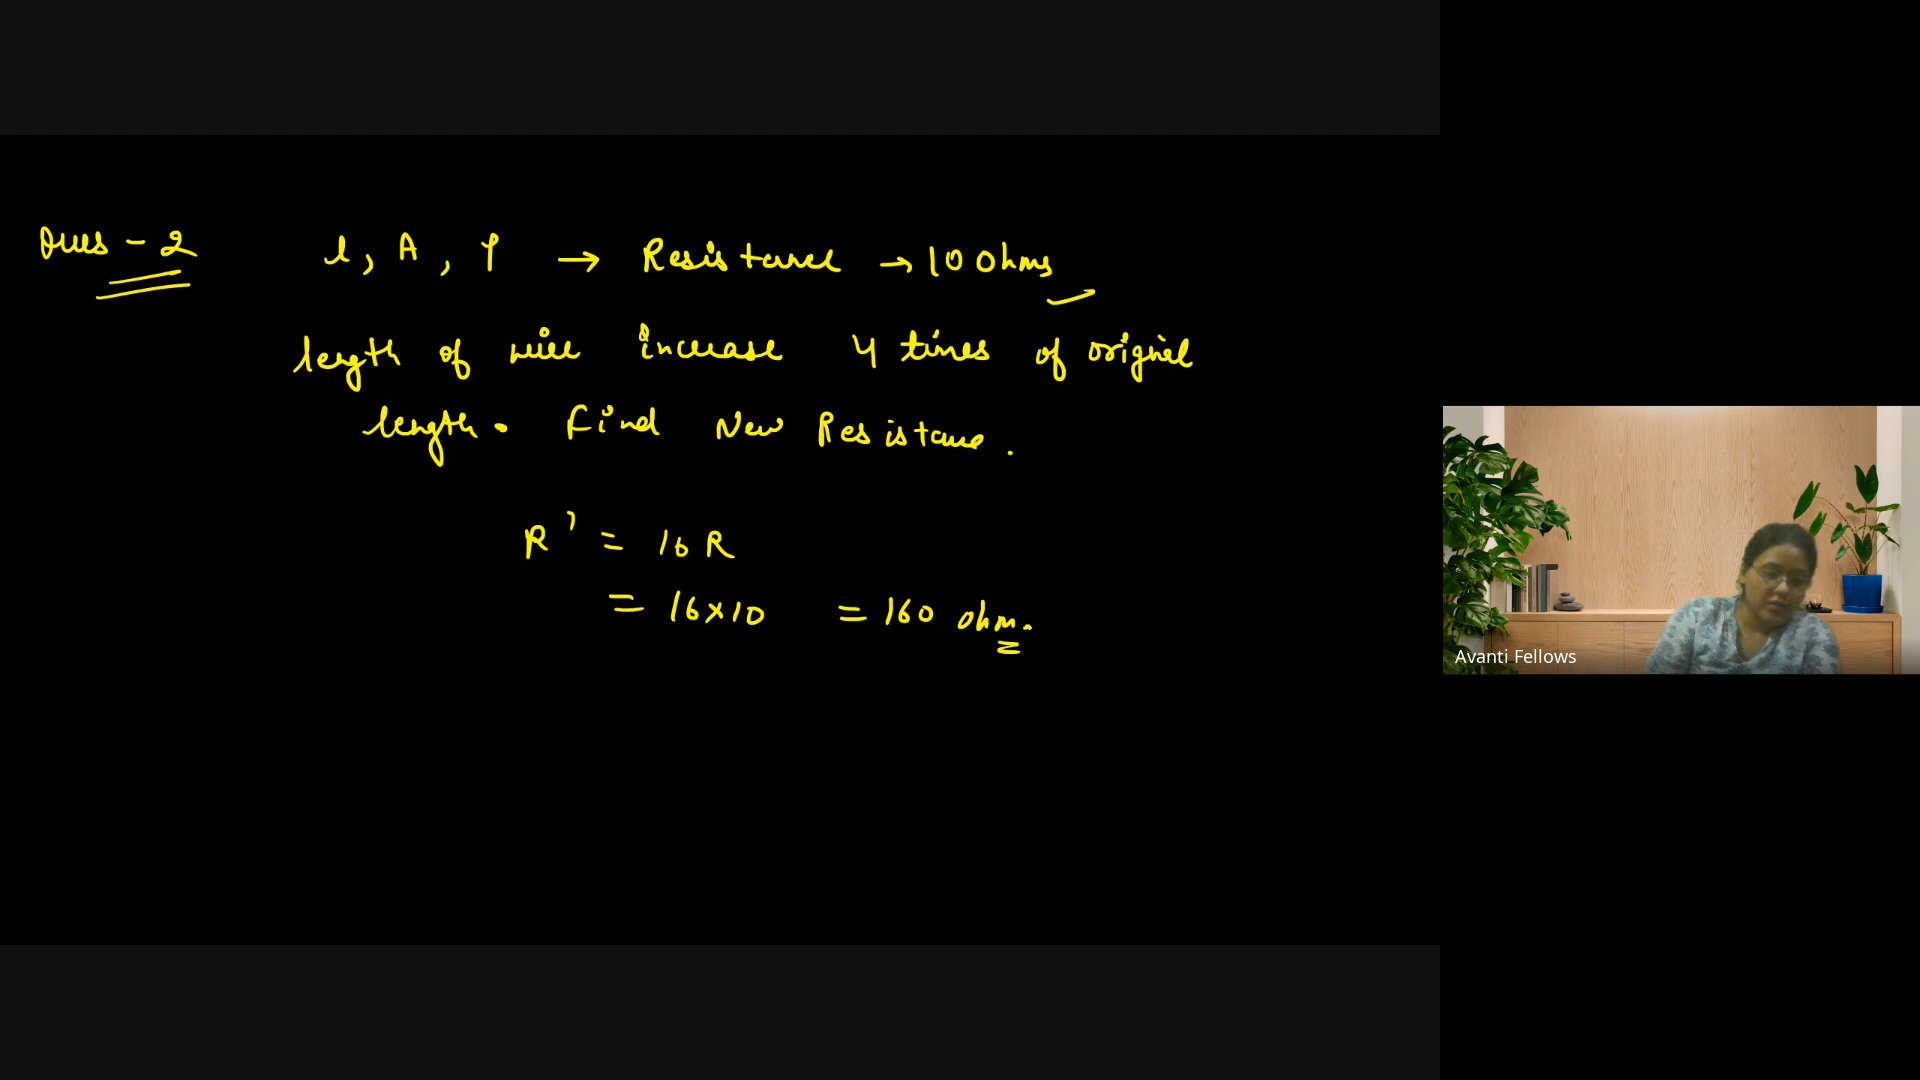 Ques - 2 l, A, ρ → Resistance → 10 ohms
length of wire increase 4 times of original
length. Find New Resistance.
R' = 16 R
= 16×10 = 160 ohm.
Avanti Fellows